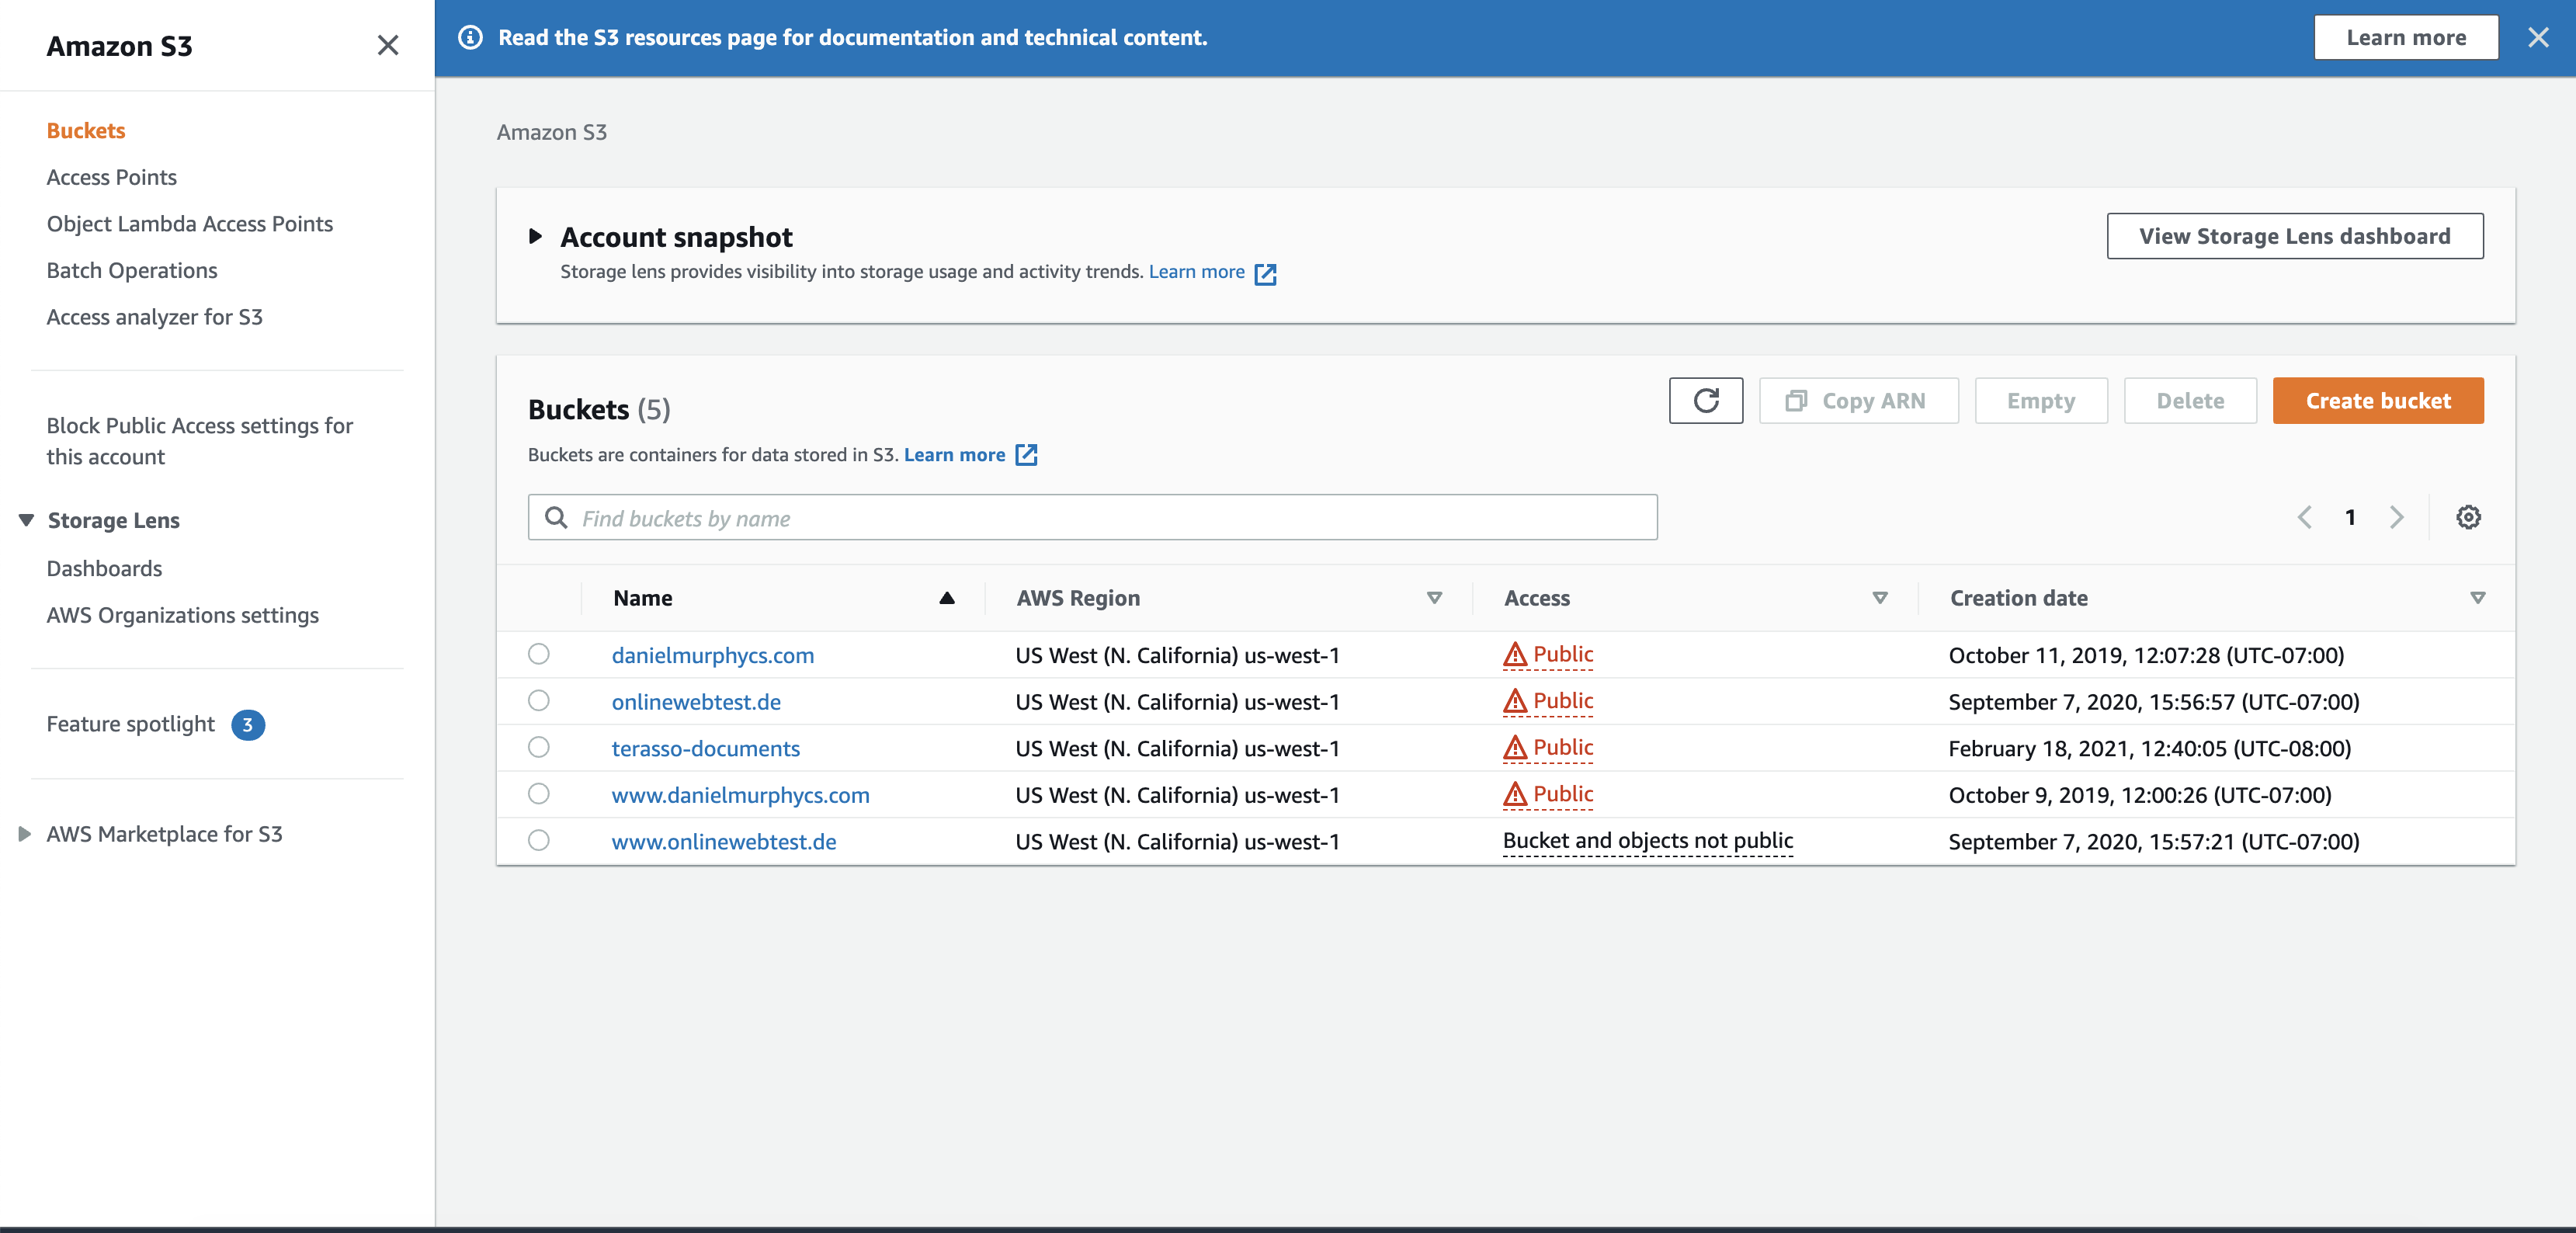 Amazon S3
Buckets
Access Points
Object Lambda Access Points
Batch Operations
Access analyzer for S3
Block Public Access settings for
this account
Storage Lens
Dashboards
AWS Organizations settings
Feature spotlight 3
AWS Marketplace for S3
Read the S3 resources page for documentation and technical content. Learn more
Amazon S3
Account snapshot View Storage Lens dashboard
Storage lens provides visibility into storage usage and activity trends. Learn more
Buckets (5) Copy ARN Empty Delete Create bucket
Buckets are containers for data stored in S3. Learn more
Find buckets by name 1
Name AWS Region Access Creation date
danielmurphycs.com US West (N. California) us-west-1 Public October 11, 2019, 12:07:28 (UTC-07:00)
onlinewebtest.de US West (N. California) us-west-1 Public September 7, 2020, 15:56:57 (UTC-07:00)
terasso-documents US West (N. California) us-west-1 Public February 18, 2021, 12:40:05 (UTC-08:00)
www.danielmurphycs.com US West (N. California) us-west-1 Public October 9, 2019, 12:00:26 (UTC-07:00)
www.onlinewebtest.de US West (N. California) us-west-1 Bucket and objects not public September 7, 2020, 15:57:21 (UTC-07:00)